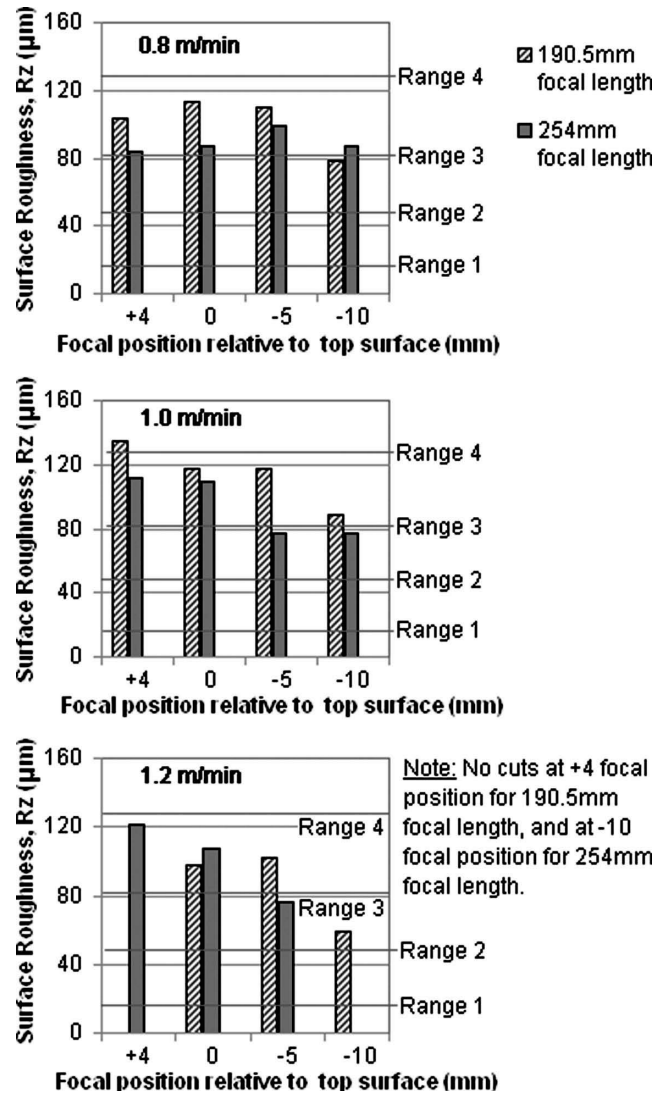 Surface Roughness, Rz (µm)
160
120
80
40
0
0.8 m/min
Range 4
Range 3
Range 2
Range 1
+4
0
-5
-10
Focal position relative to top surface (mm)
190.5mm
focal length
254mm
focal length
Surface Roughness, Rz (µm)
160
120
80
40
0
1.0 m/min
Range 4
Range 3
Range 2
Range 1
+4
0
-5
-10
Focal position relative to top surface (mm)
Surface Roughness, Rz (µm)
160
120
80
40
0
1.2 m/min
Range 4
Range 3
Range 2
Range 1
+4
0
-5
-10
Focal position relative to top surface (mm)
Note: No cuts at +4 focal
position for 190.5mm
focal length, and at -10
focal position for 254mm
focal length.